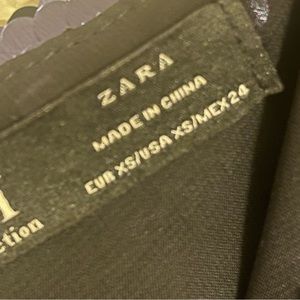 ZARA
MADE IN CHINA
EUR XS/USA XS/MEX 24